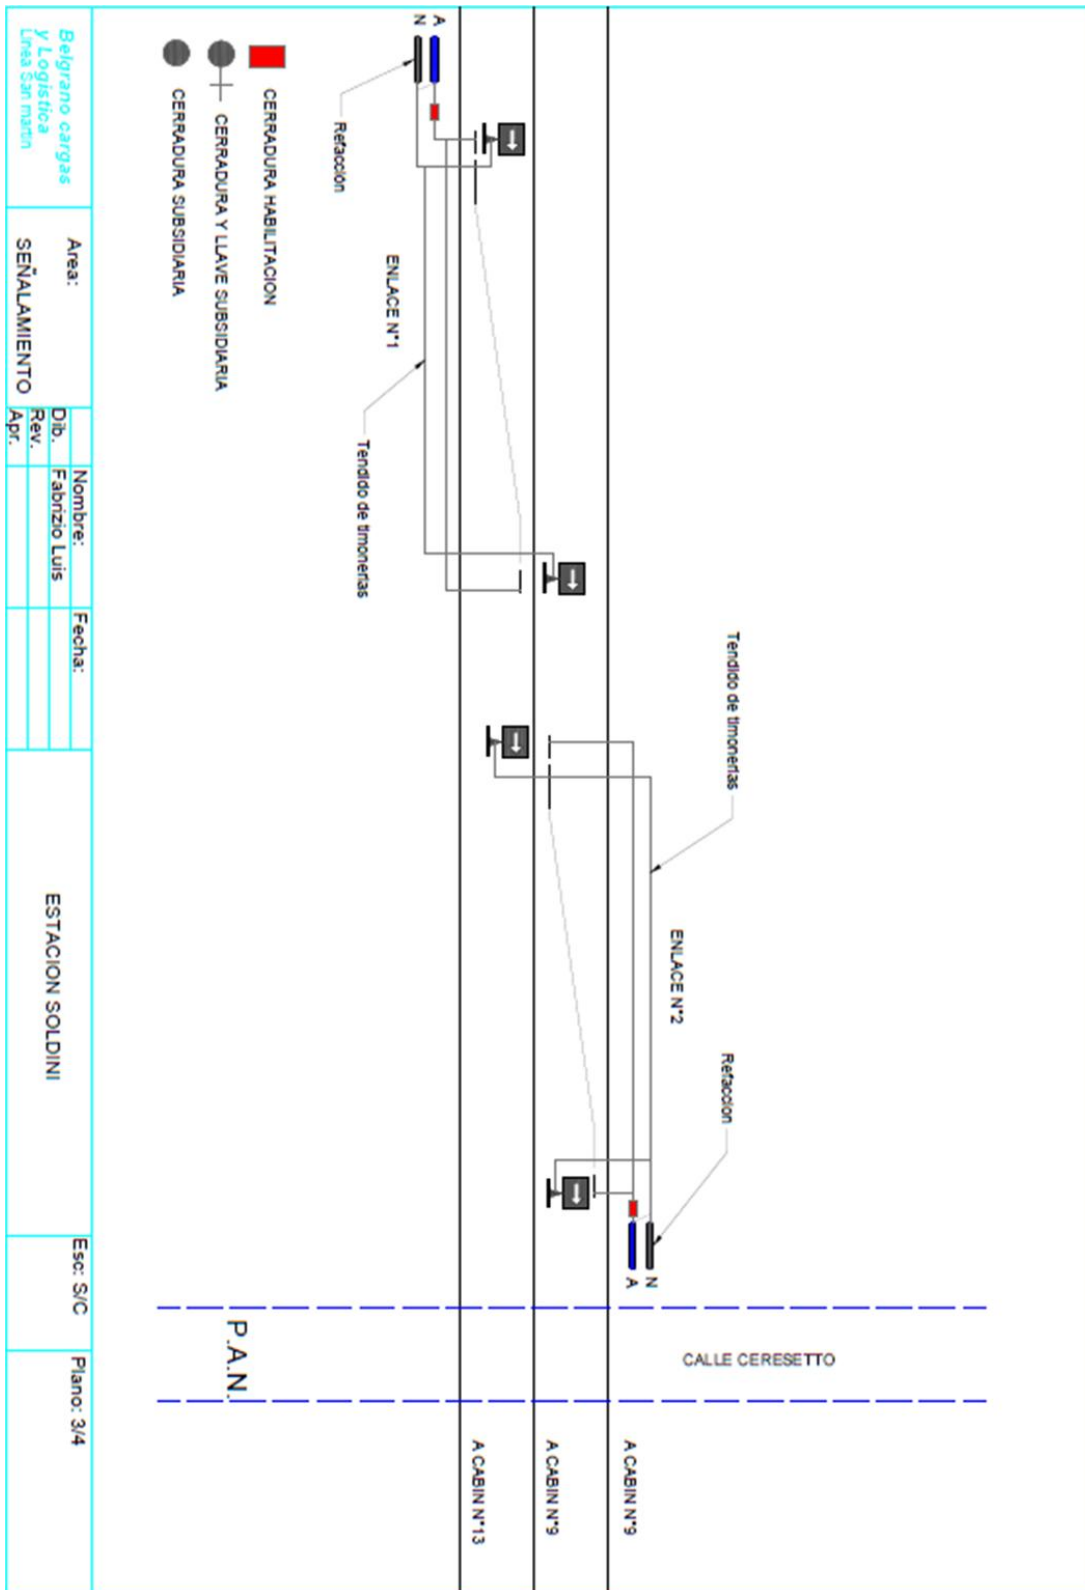 Tendido de timonerías
ENLACE N°2
Refaccion
N
A
CALLE CERESETTO
A CABIN N°9
A CABIN N°9
A CABIN N°13
A
N
Refacción
ENLACE N°1
Tendido de timonerías
P.A.N.
CERRADURA HABILITACION
CERRADURA Y LLAVE SUBSIDIARIA
CERRADURA SUBSIDIARIA
Belgrano cargas
y Logística
Línea San martín
Area:
SEÑALAMIENTO
Nombre:
Fecha:
Dib.
Fabrizio Luis
Rev.
Apr.
ESTACION SOLDINI
Esc: S/C
Plano: 3/4